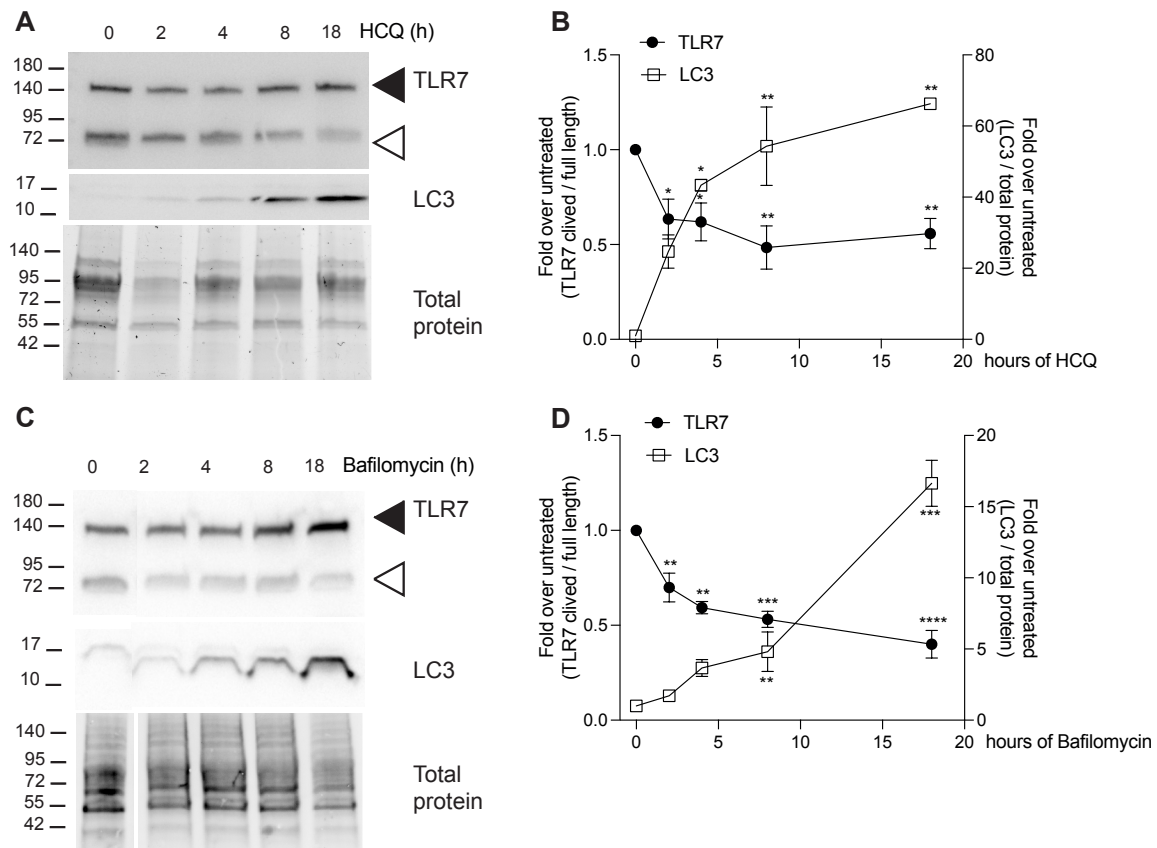 A
0 2 4 8 18 HCQ (h)
180
140
95
72
TLR7
17
10
LC3
140
95
72
55
42
Total
protein
B
TLR7
LC3
1.5
1.0
0.5
0.0
Fold over untreated
(TLR7 clived / full length)
80
60
40
20
0
Fold over untreated
(LC3 / total protein)
* * * ** ** ** **
0 5 10 15 20 hours of HCQ
C
0 2 4 8 18 Bafilomycin (h)
180
140
95
72
TLR7
17
10
LC3
140
95
72
55
42
Total
protein
D
TLR7
LC3
1.5
1.0
0.5
0.0
Fold over untreated
(TLR7 clived / full length)
20
15
10
5
0
Fold over untreated
(LC3 / total protein)
** ** *** ** *** ****
0 5 10 15 20 hours of Bafilomycin